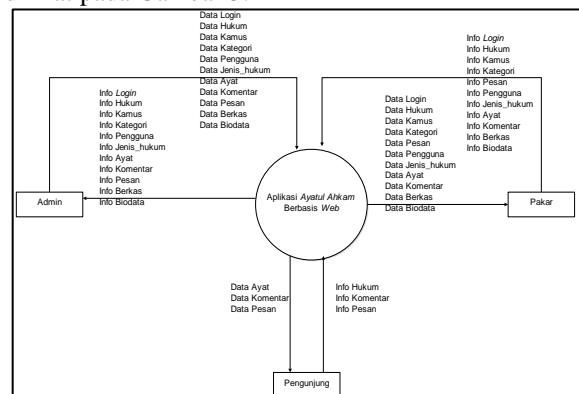 pada
Data Login
Data Hukum
Data Kamus
Data Kategori
Data Pengguna
Data Jenis_hukum
Data Ayat
Data Komentar
Data Pesan
Data Berkas
Data Biodata
Info Login
Info Hukum
Info Kamus
Info Kategori
Info Pesan
Info Pengguna
Info Jenis_hukum
Info Ayat
Info Komentar
Info Berkas
Info Biodata
Info Login
Info Hukum
Info Kamus
Info Kategori
Info Pengguna
Info Jenis_hukum
Info Ayat
Info Komentar
Info Pesan
Info Berkas
Info Biodata
Data Login
Data Hukum
Data Kamus
Data Kategori
Data Pesan
Data Pengguna
Data Jenis_hukum
Data Ayat
Data Komentar
Data Berkas
Data Biodata
Admin
Aplikasi Ayatul Ahkam
Berbasis Web
Pakar
Data Ayat
Data Komentar
Data Pesan
Info Hukum
Info Komentar
Info Pesan
Pengunjung